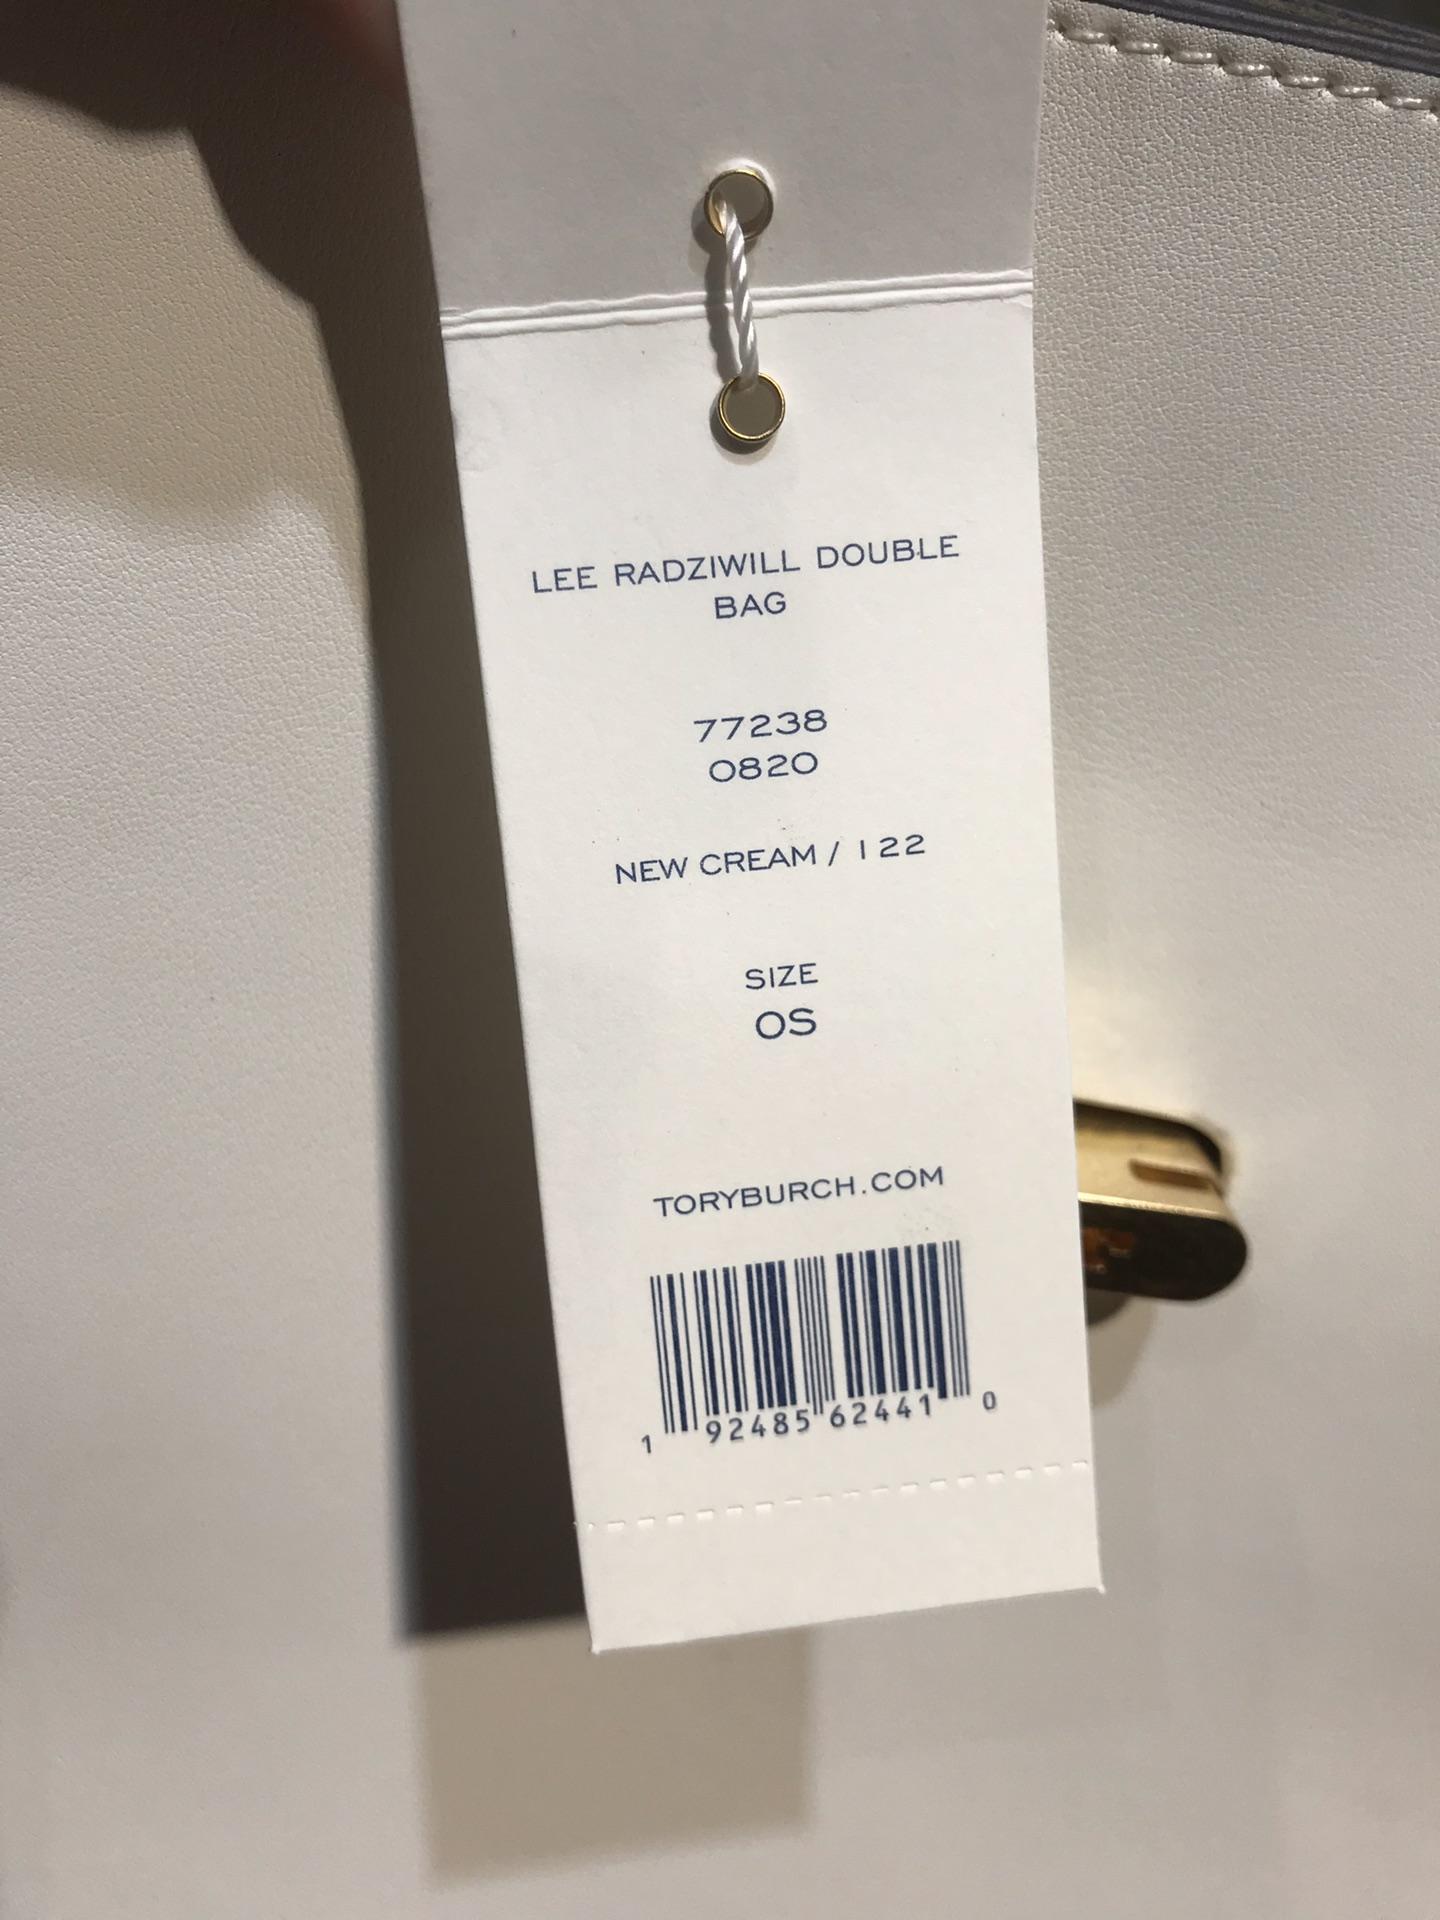 LEE RADZIWILL DOUBLE
BAG
77238
0820
NEW CREAM / 122
SIZE
OS
TORYBURCH.COM
1 92485 62441 0